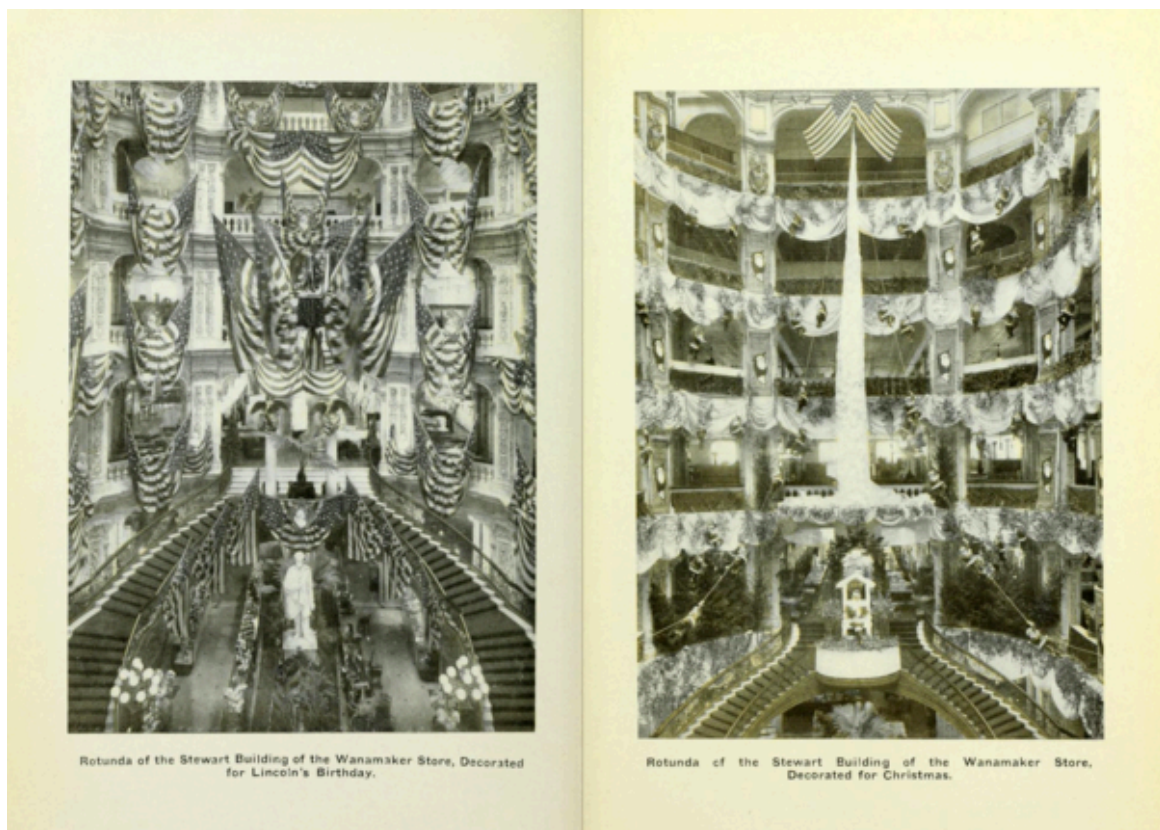 Rotunda of the Stewart Building of the Wanamaker Store, Decorated
for Lincoln's Birthday.
Rotunda of the Stewart Building of the Wanamaker Store,
Decorated for Christmas.